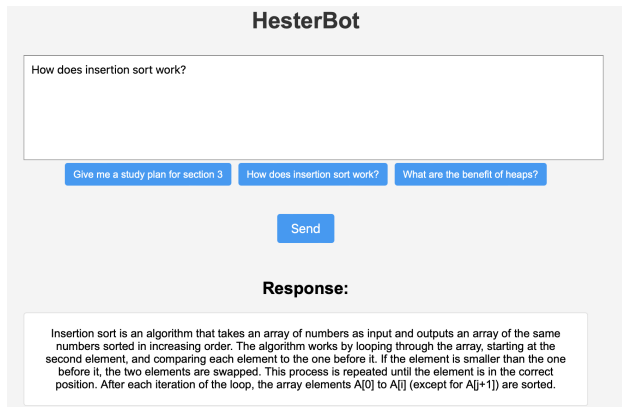 HesterBot
How does insertion sort work?
Give me a study plan for section 3
How does insertion sort work?
What are the benefit of heaps?
Send
Response:
Insertion sort is an algorithm that takes an array of numbers as input and outputs an array of the same
numbers sorted in increasing order. The algorithm works by looping through the array, starting at the
second element, and comparing each element to the one before it. If the element is smaller than the one
before it, the two elements are swapped. This process is repeated until the element is in the correct
position. After each iteration of the loop, the array elements A[0] to A[i] (except for A[j+1]) are sorted.